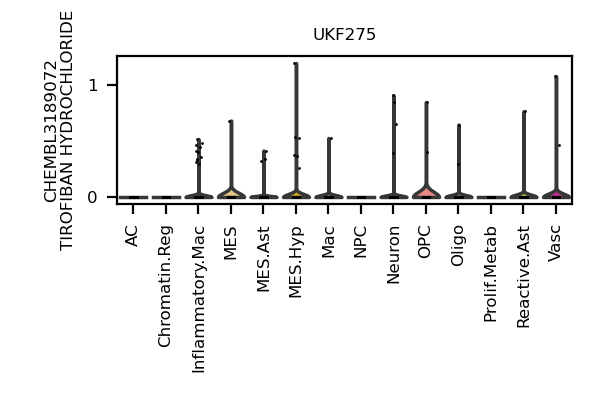 UKF275
CHEMBL3189072
TIROFIBAN HYDROCHLORIDE
1
0
AC
Chromatin.Reg
Inflammatory.Mac
MES
MES.Ast
MES.Hyp
Mac
NPC
Neuron
OPC
Oligo
Prolif.Metab
Reactive.Ast
Vasc